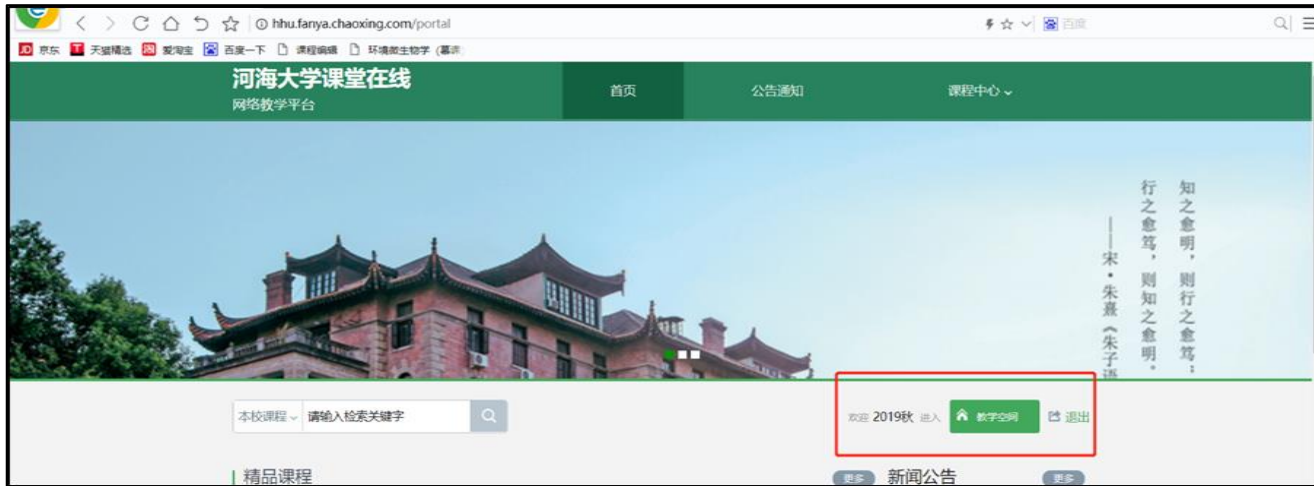 hhu.fanya.chaoxing.com/portal
百度
京东 天猫精选 爱淘宝 百度一下 课程编辑 环境微生物学（慕课
河海大学课堂在线
网络教学平台
首页 公告通知 课程中心
知之愈明，则行之愈笃；
行之愈笃，则知之愈明。
——宋·朱熹《朱子语
本校课程 请输入检索关键字
欢迎 2019秋 进入 教学空间 退出
精品课程 更多 新闻公告 更多